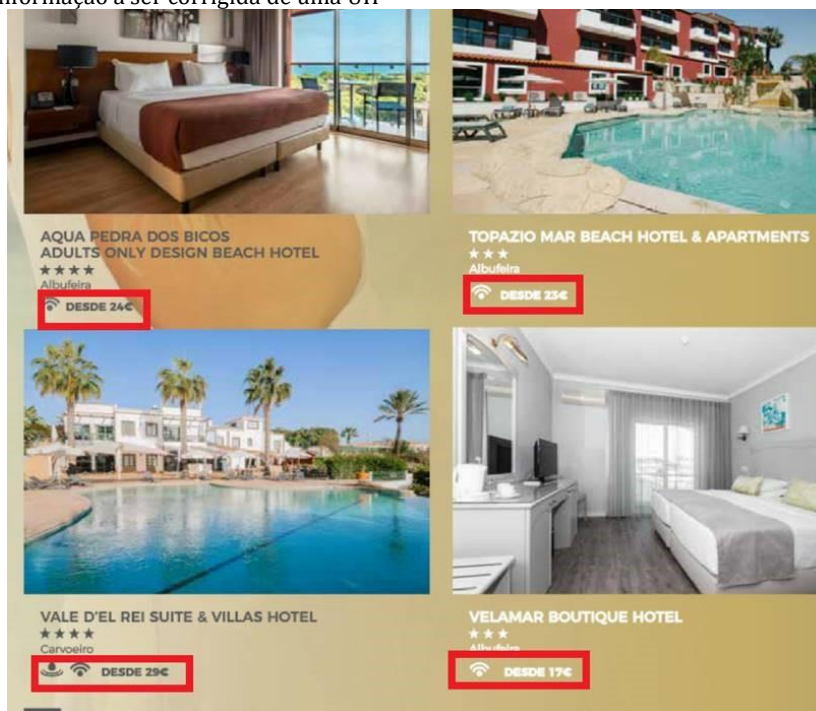 AQUA PEDRA DOS BICOS
ADULTS ONLY DESIGN BEACH HOTEL
Albufeira
DESDE 24€
TOPAZIO MAR BEACH HOTEL & APARTMENTS
Albufeira
DESDE 23€
VALE D'EL REI SUITE & VILLAS HOTEL
Carvoeiro
DESDE 29€
VELAMAR BOUTIQUE HOTEL
Albufeira
DESDE 17€